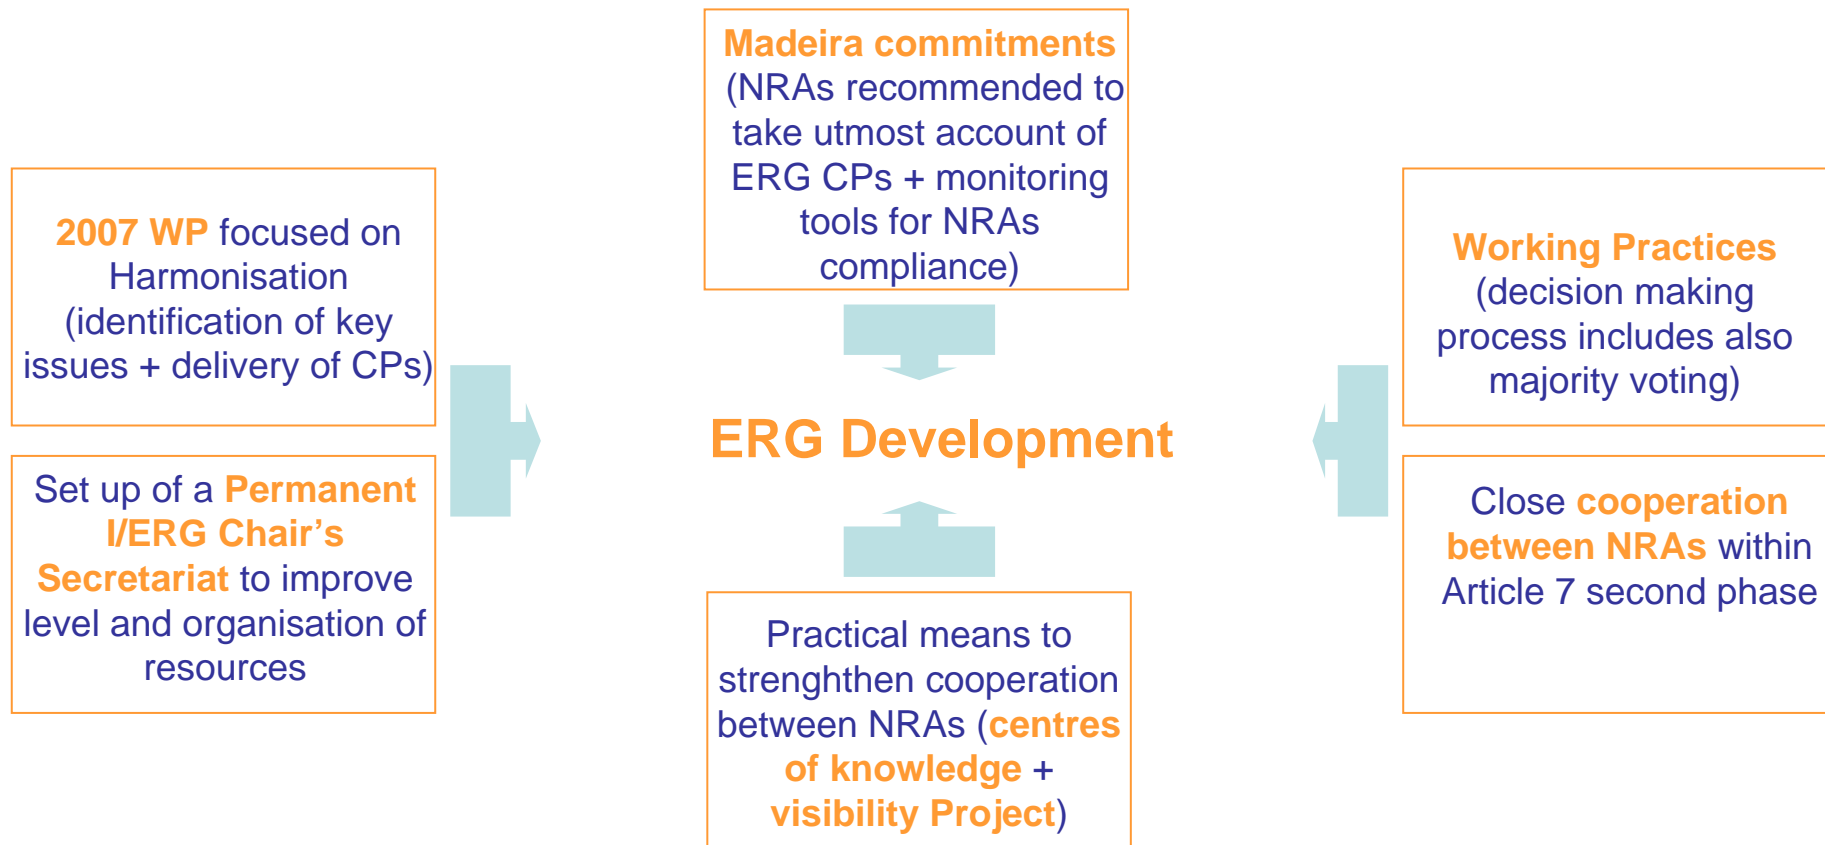 Madeira commitments
(NRAs recommended to
take utmost account of
ERG CPs + monitoring
tools for NRAs
compliance)
2007 WP focused on
Harmonisation
(identification of key
issues + delivery of CPs)
Set up of a Permanent
I/ERG Chair’s
Secretariat to improve
level and organisation of
resources
ERG Development
Working Practices
(decision making
process includes also
majority voting)
Close cooperation
between NRAs within
Article 7 second phase
Practical means to
strenghthen cooperation
between NRAs (centres
of knowledge +
visibility Project)